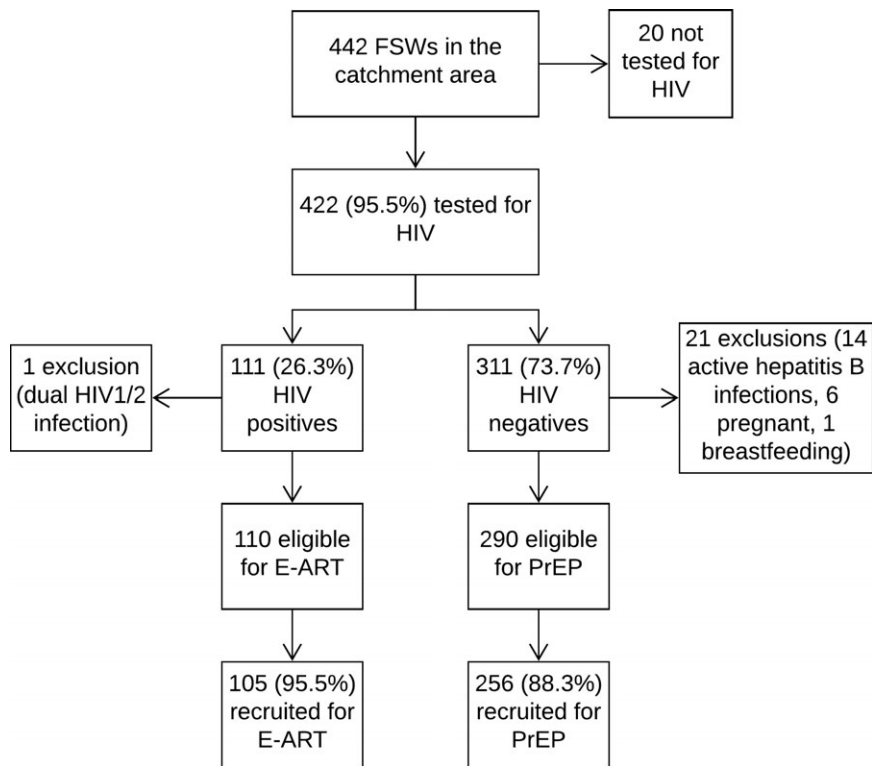 442 FSWs in the
catchment area
20 not
tested for
HIV
422 (95.5%) tested for
HIV
1 exclusion
(dual HIV1/2
infection)
111 (26.3%)
HIV
positives
311 (73.7%)
HIV
negatives
21 exclusions (14
active hepatitis B
infections, 6
pregnant, 1
breastfeeding)
110 eligible
for E-ART
290 eligible
for PrEP
105 (95.5%)
recruited for
E-ART
256 (88.3%)
recruited for
PrEP